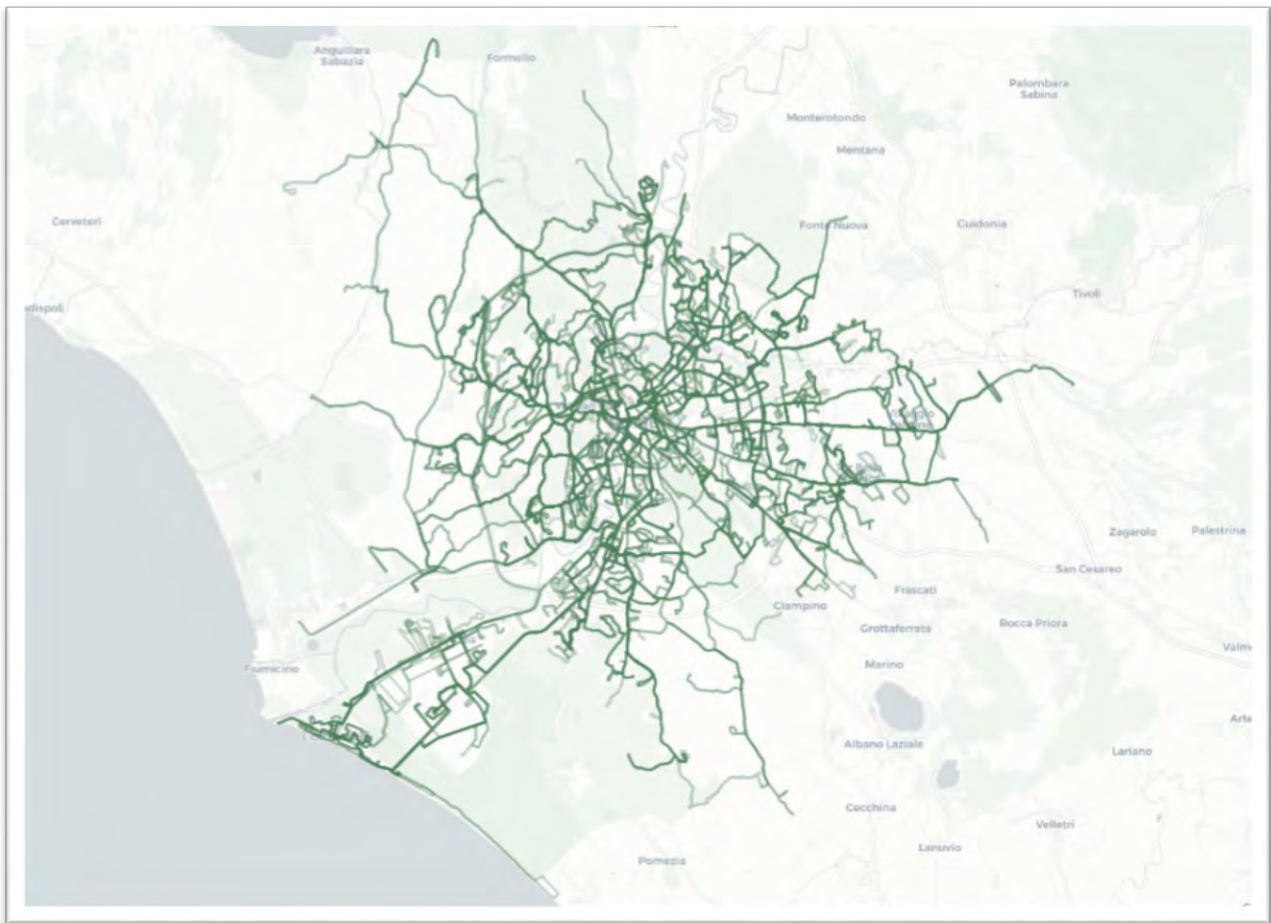 Anguillara
Sabazia
Formello
Palombara
Sabina
Monterotondo
Mentana
Cerveteri
Fonte Nuova
Guidonia
Tivoli
dispoli
Zagarolo
Palestrina
San Cesareo
Frascati
Ciampino
Grottaferrata
Rocca Priora
Marino
Valm
Fiumicino
Arte
Albano Laziale
Lariano
Cecchina
Velletri
Lanuvio
Pomezia